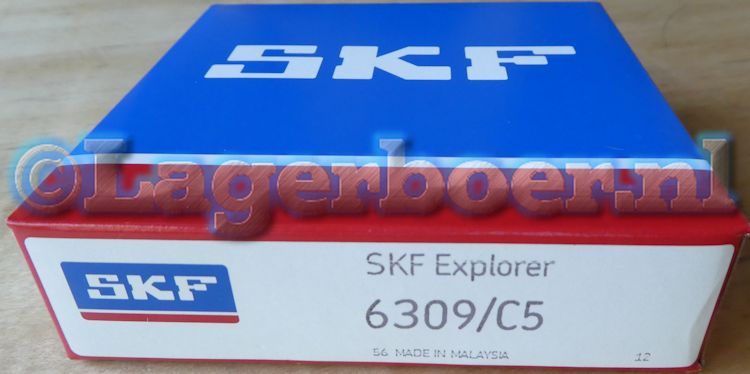 SKF
©Lagerboer.nl
SKF Explorer
SKF
6309/C5
56 MADE IN MALAYSIA 12